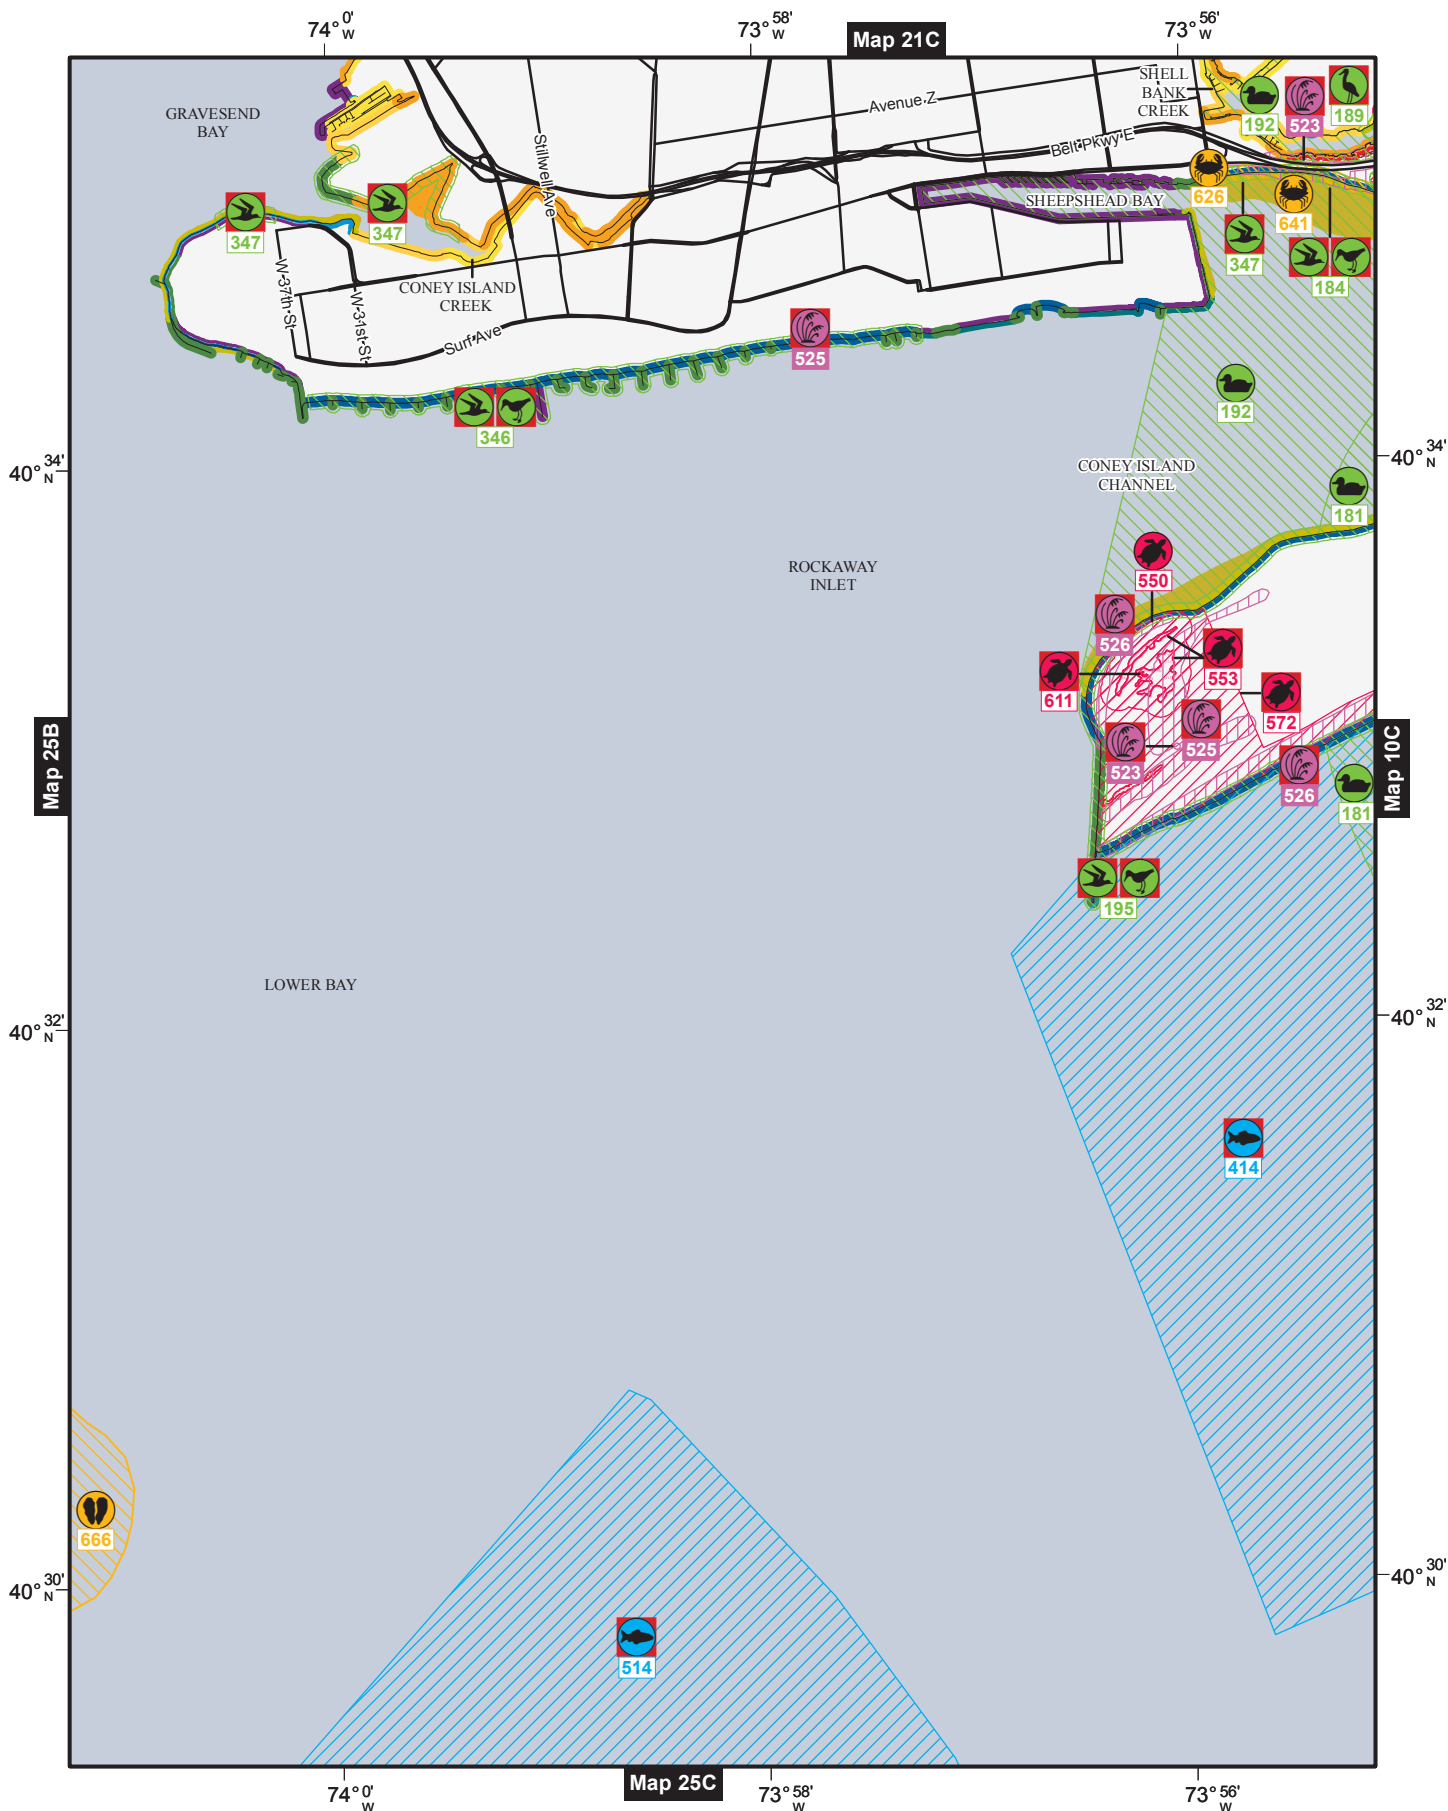 74° 0' W
73° 58' W
73° 56' W
Map 21C
GRAVESEND
BAY
SHELL
BANK
CREEK
Avenue Z
Belt Pkwy E
Stillwell Ave
192
523
189
626
641
SHEEPSHEAD BAY
347
347
347
184
W 37th St
W 31st St
CONEY ISLAND
CREEK
Surf Ave
525
346
192
40° 34' N
40° 34' N
CONEY ISLAND
CHANNEL
181
ROCKAWAY
INLET
550
526
553
611
572
525
523
526
181
Map 25B
Map 10C
195
LOWER BAY
40° 32' N
40° 32' N
414
666
40° 30' N
40° 30' N
514
Map 25C
74° 0' W
73° 58' W
73° 56' W